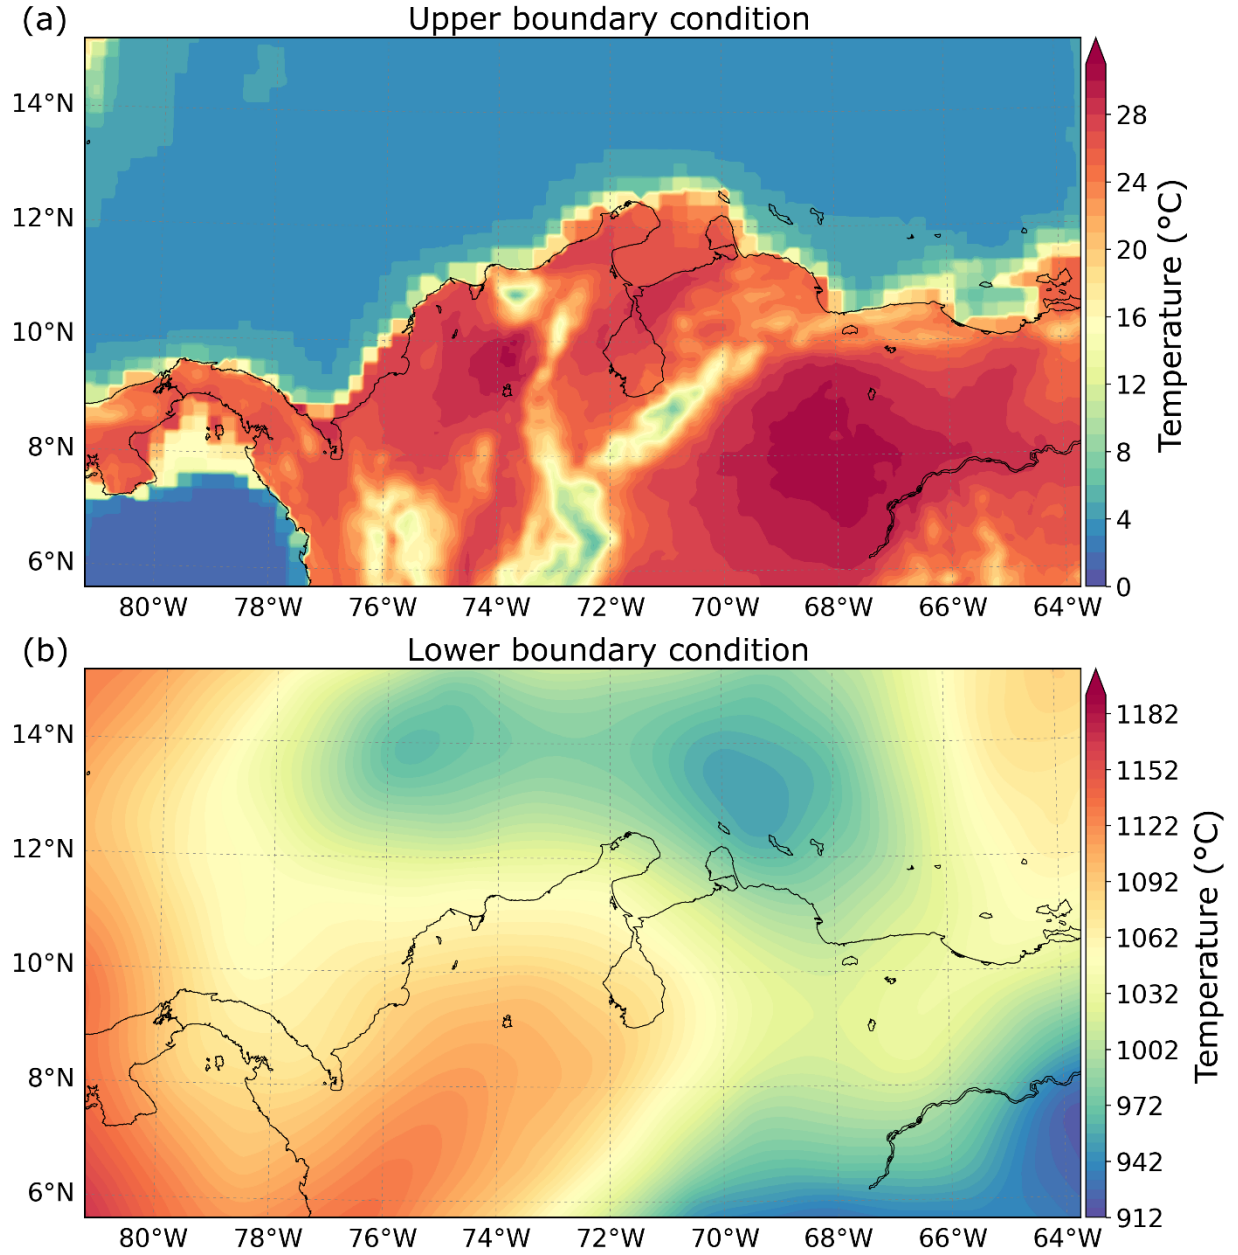 (a)
Upper boundary condition
14°N
12°N
10°N
8°N
6°N
80°W 78°W 76°W 74°W 72°W 70°W 68°W 66°W 64°W
28
24
20
16
12
8
4
0
Temperature (°C)
(b)
Lower boundary condition
14°N
12°N
10°N
8°N
6°N
80°W 78°W 76°W 74°W 72°W 70°W 68°W 66°W 64°W
1182
1152
1122
1092
1062
1032
1002
972
942
912
Temperature (°C)